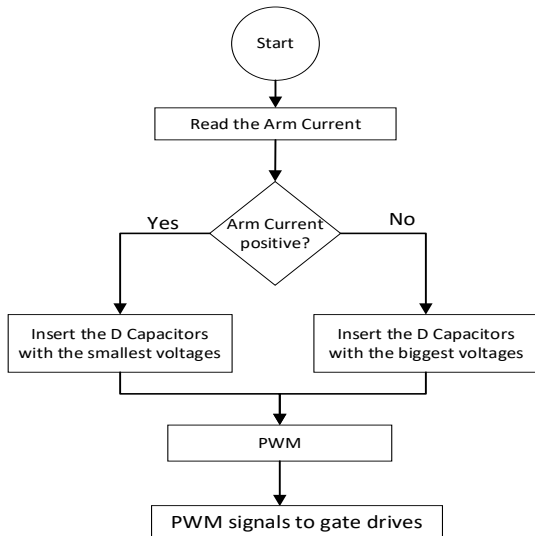 Start
Read the Arm Current
Arm Current
positive?
Yes
No
Insert the D Capacitors
with the smallest voltages
Insert the D Capacitors
with the biggest voltages
PWM
PWM signals to gate drives